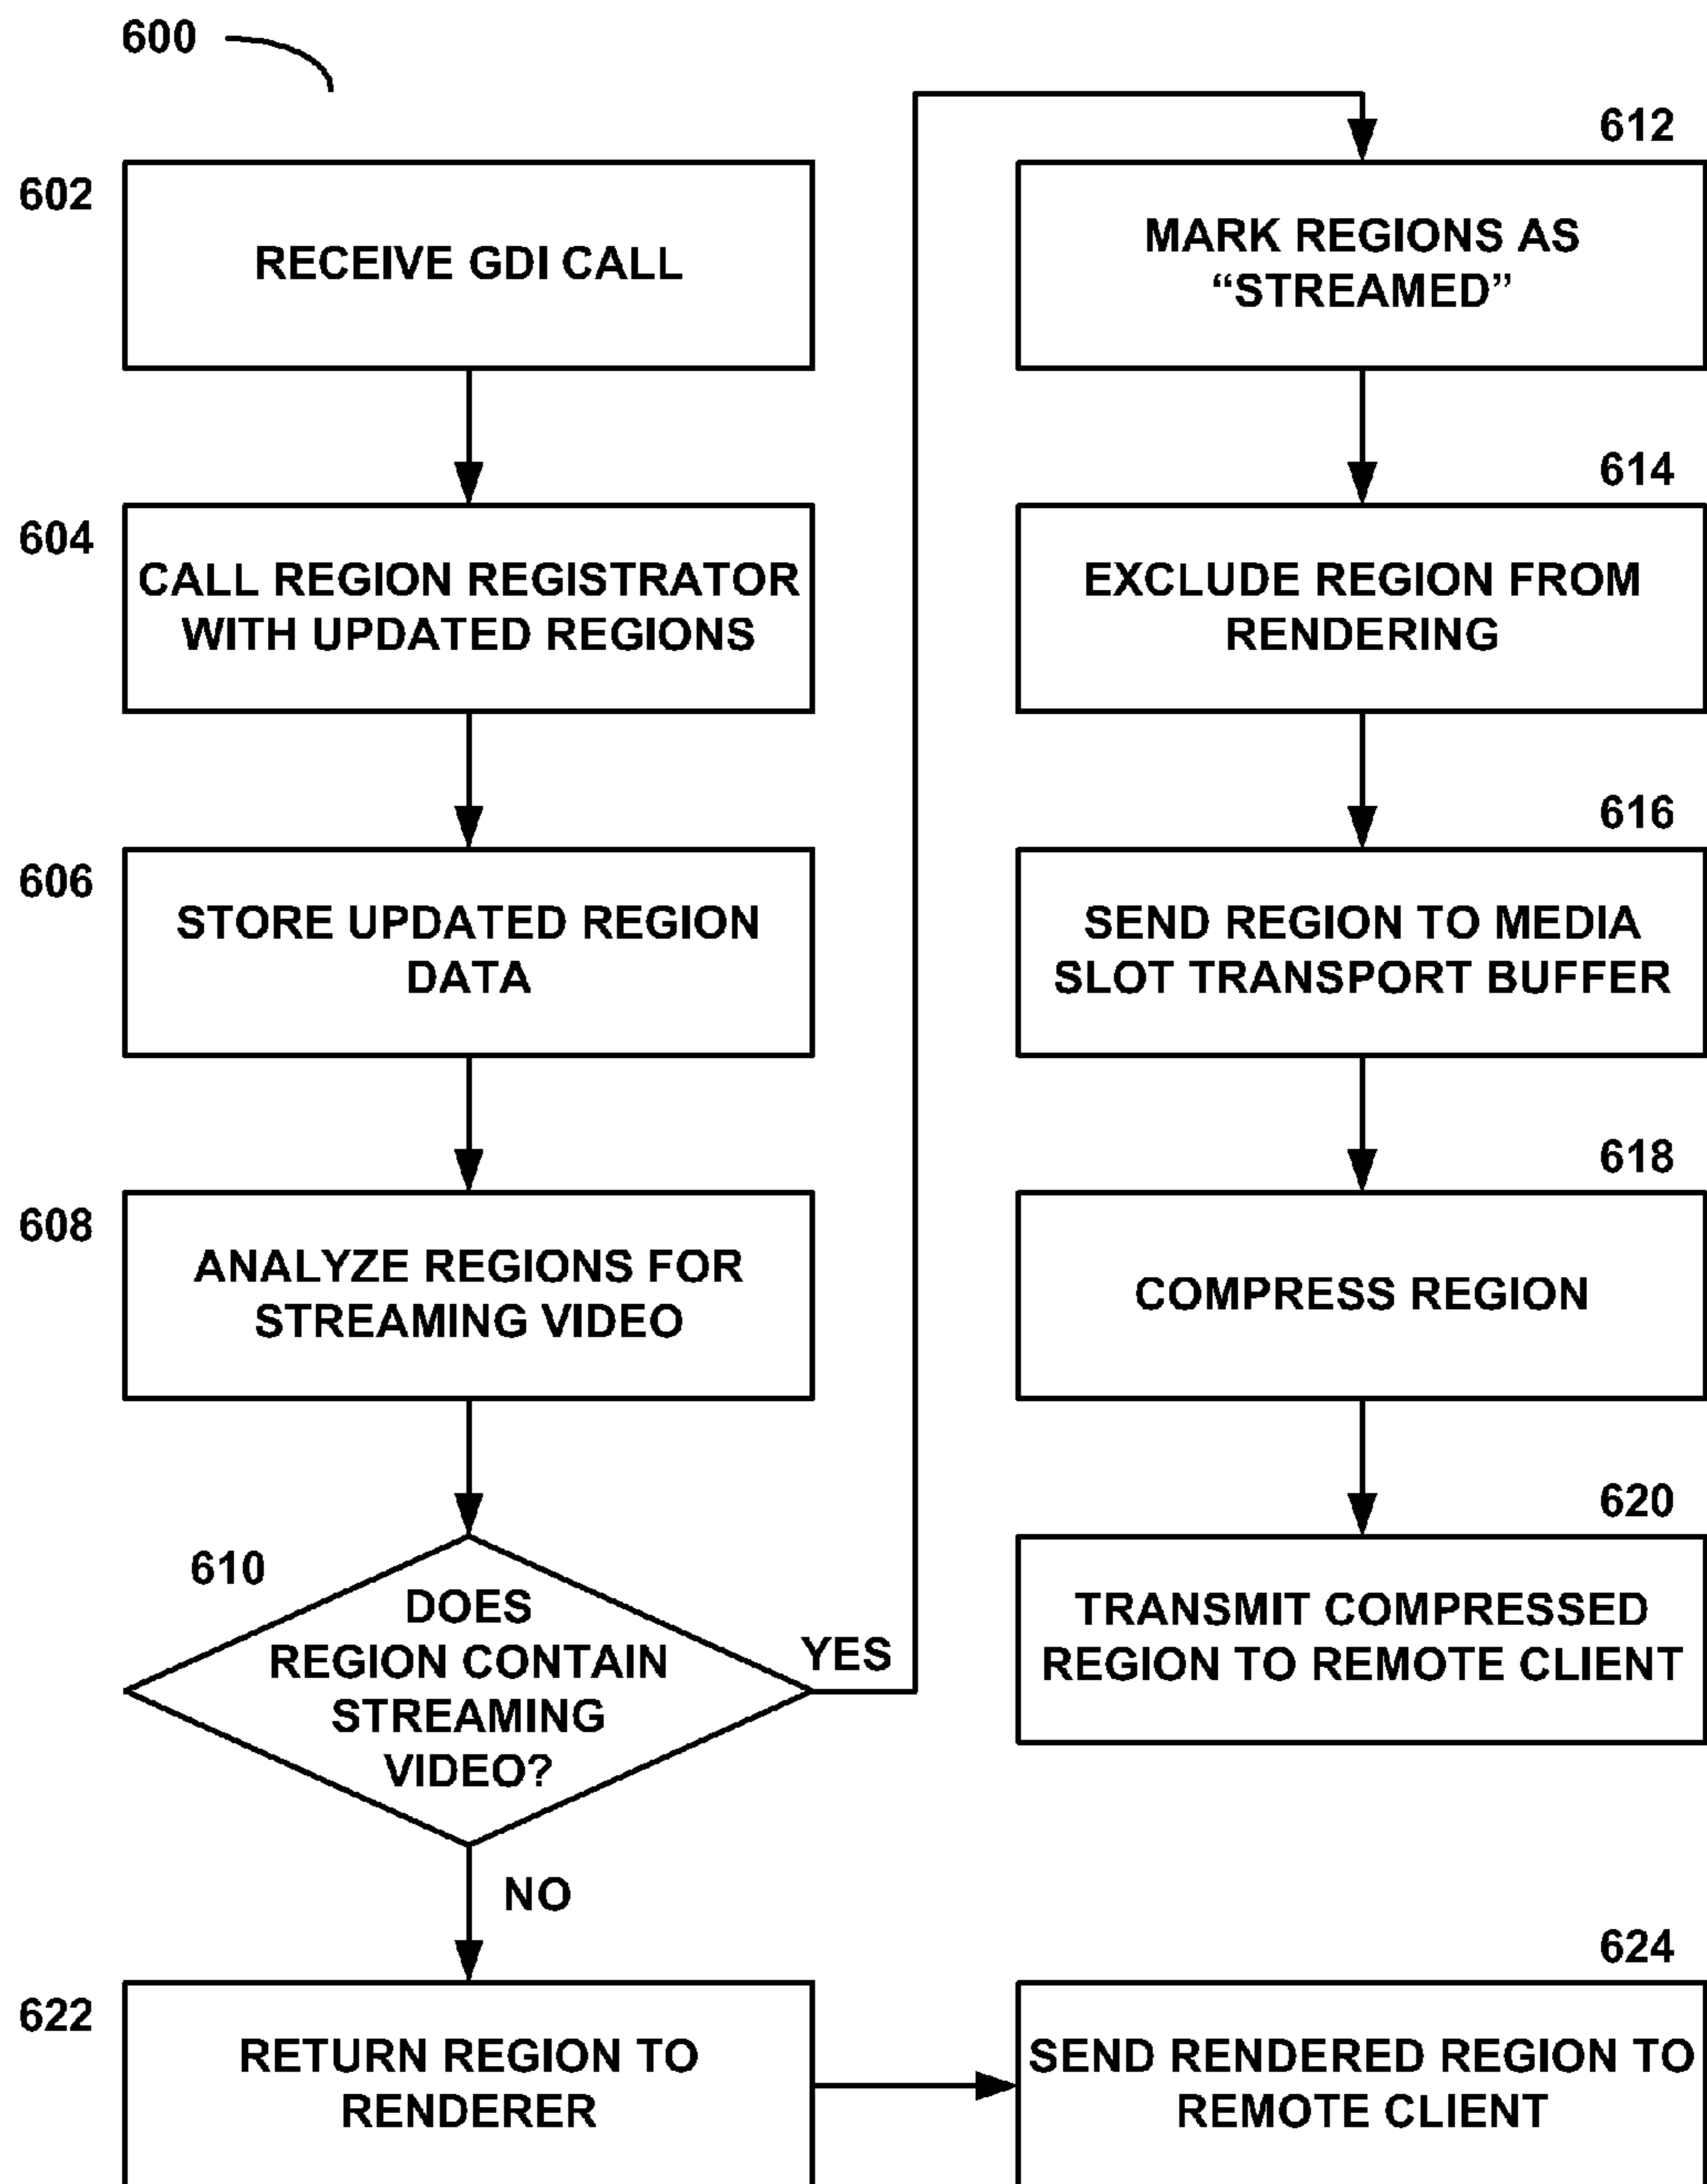 600
602
RECEIVE GDI CALL
604
CALL REGION REGISTRATOR
WITH UPDATED REGIONS
606
STORE UPDATED REGION
DATA
608
ANALYZE REGIONS FOR
STREAMING VIDEO
610
DOES
REGION CONTAIN
STREAMING
VIDEO?
YES
NO
612
MARK REGIONS AS
“STREAMED”
614
EXCLUDE REGION FROM
RENDERING
616
SEND REGION TO MEDIA
SLOT TRANSPORT BUFFER
618
COMPRESS REGION
620
TRANSMIT COMPRESSED
REGION TO REMOTE CLIENT
622
RETURN REGION TO
RENDERER
624
SEND RENDERED REGION TO
REMOTE CLIENT